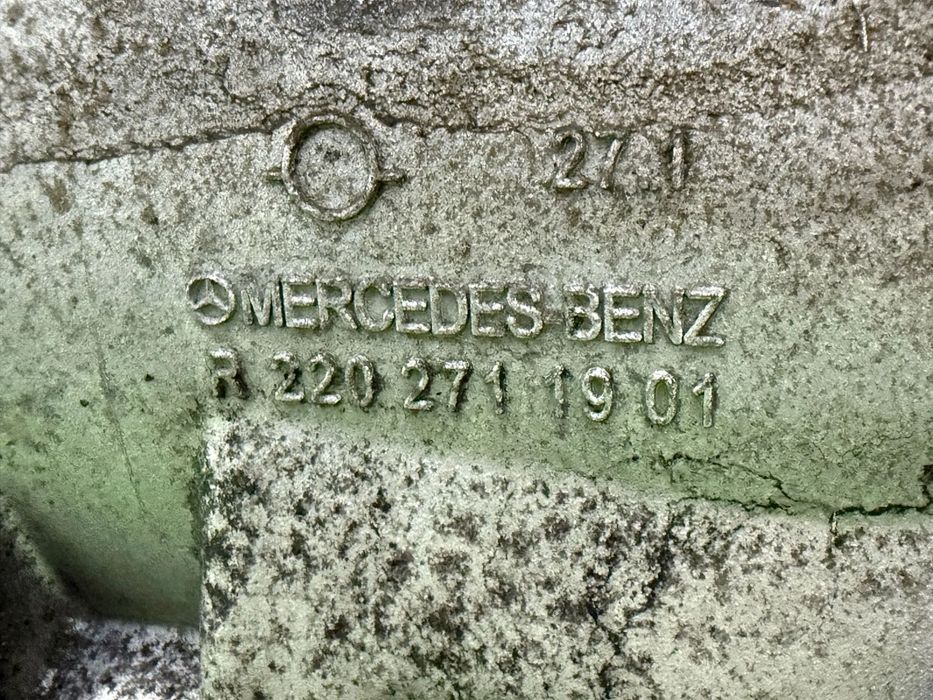 27.1
MERCEDES-BENZ
R 220 271 19 01